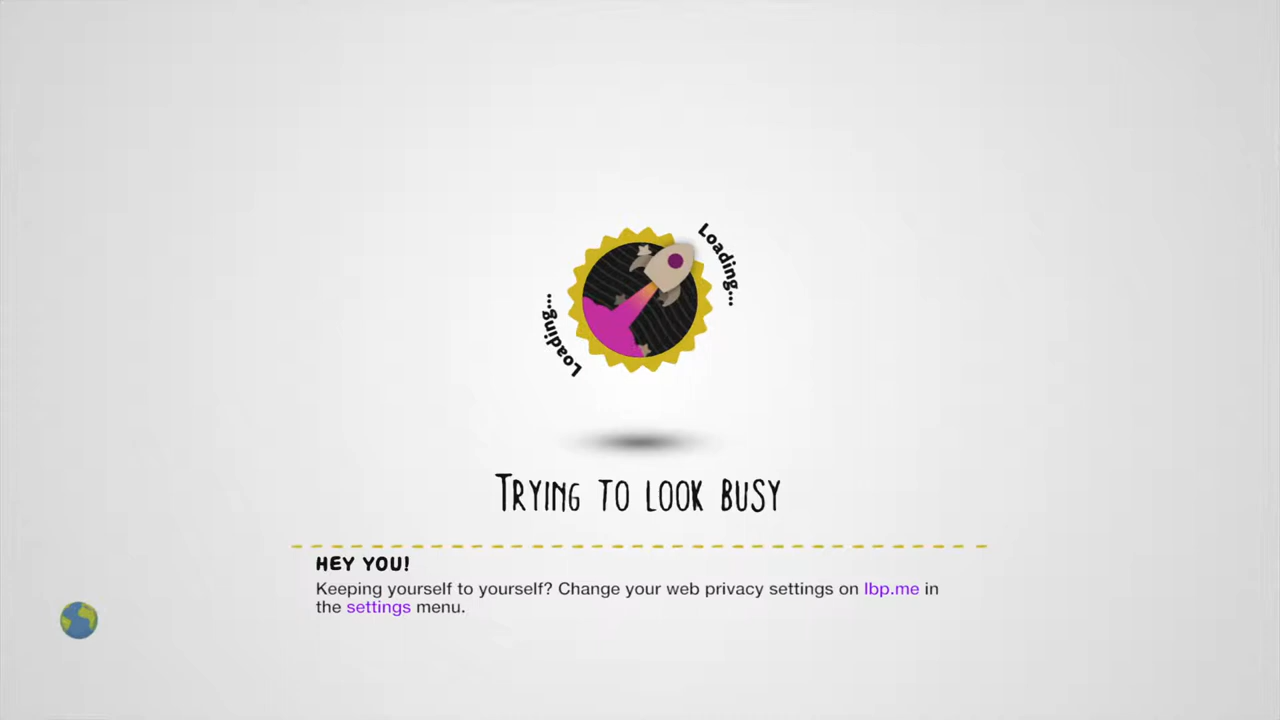 Loading...
Loading...
Trying to look busy
HEY YOU!
Keeping yourself to yourself? Change your web privacy settings on lbp.me in
the settings menu.